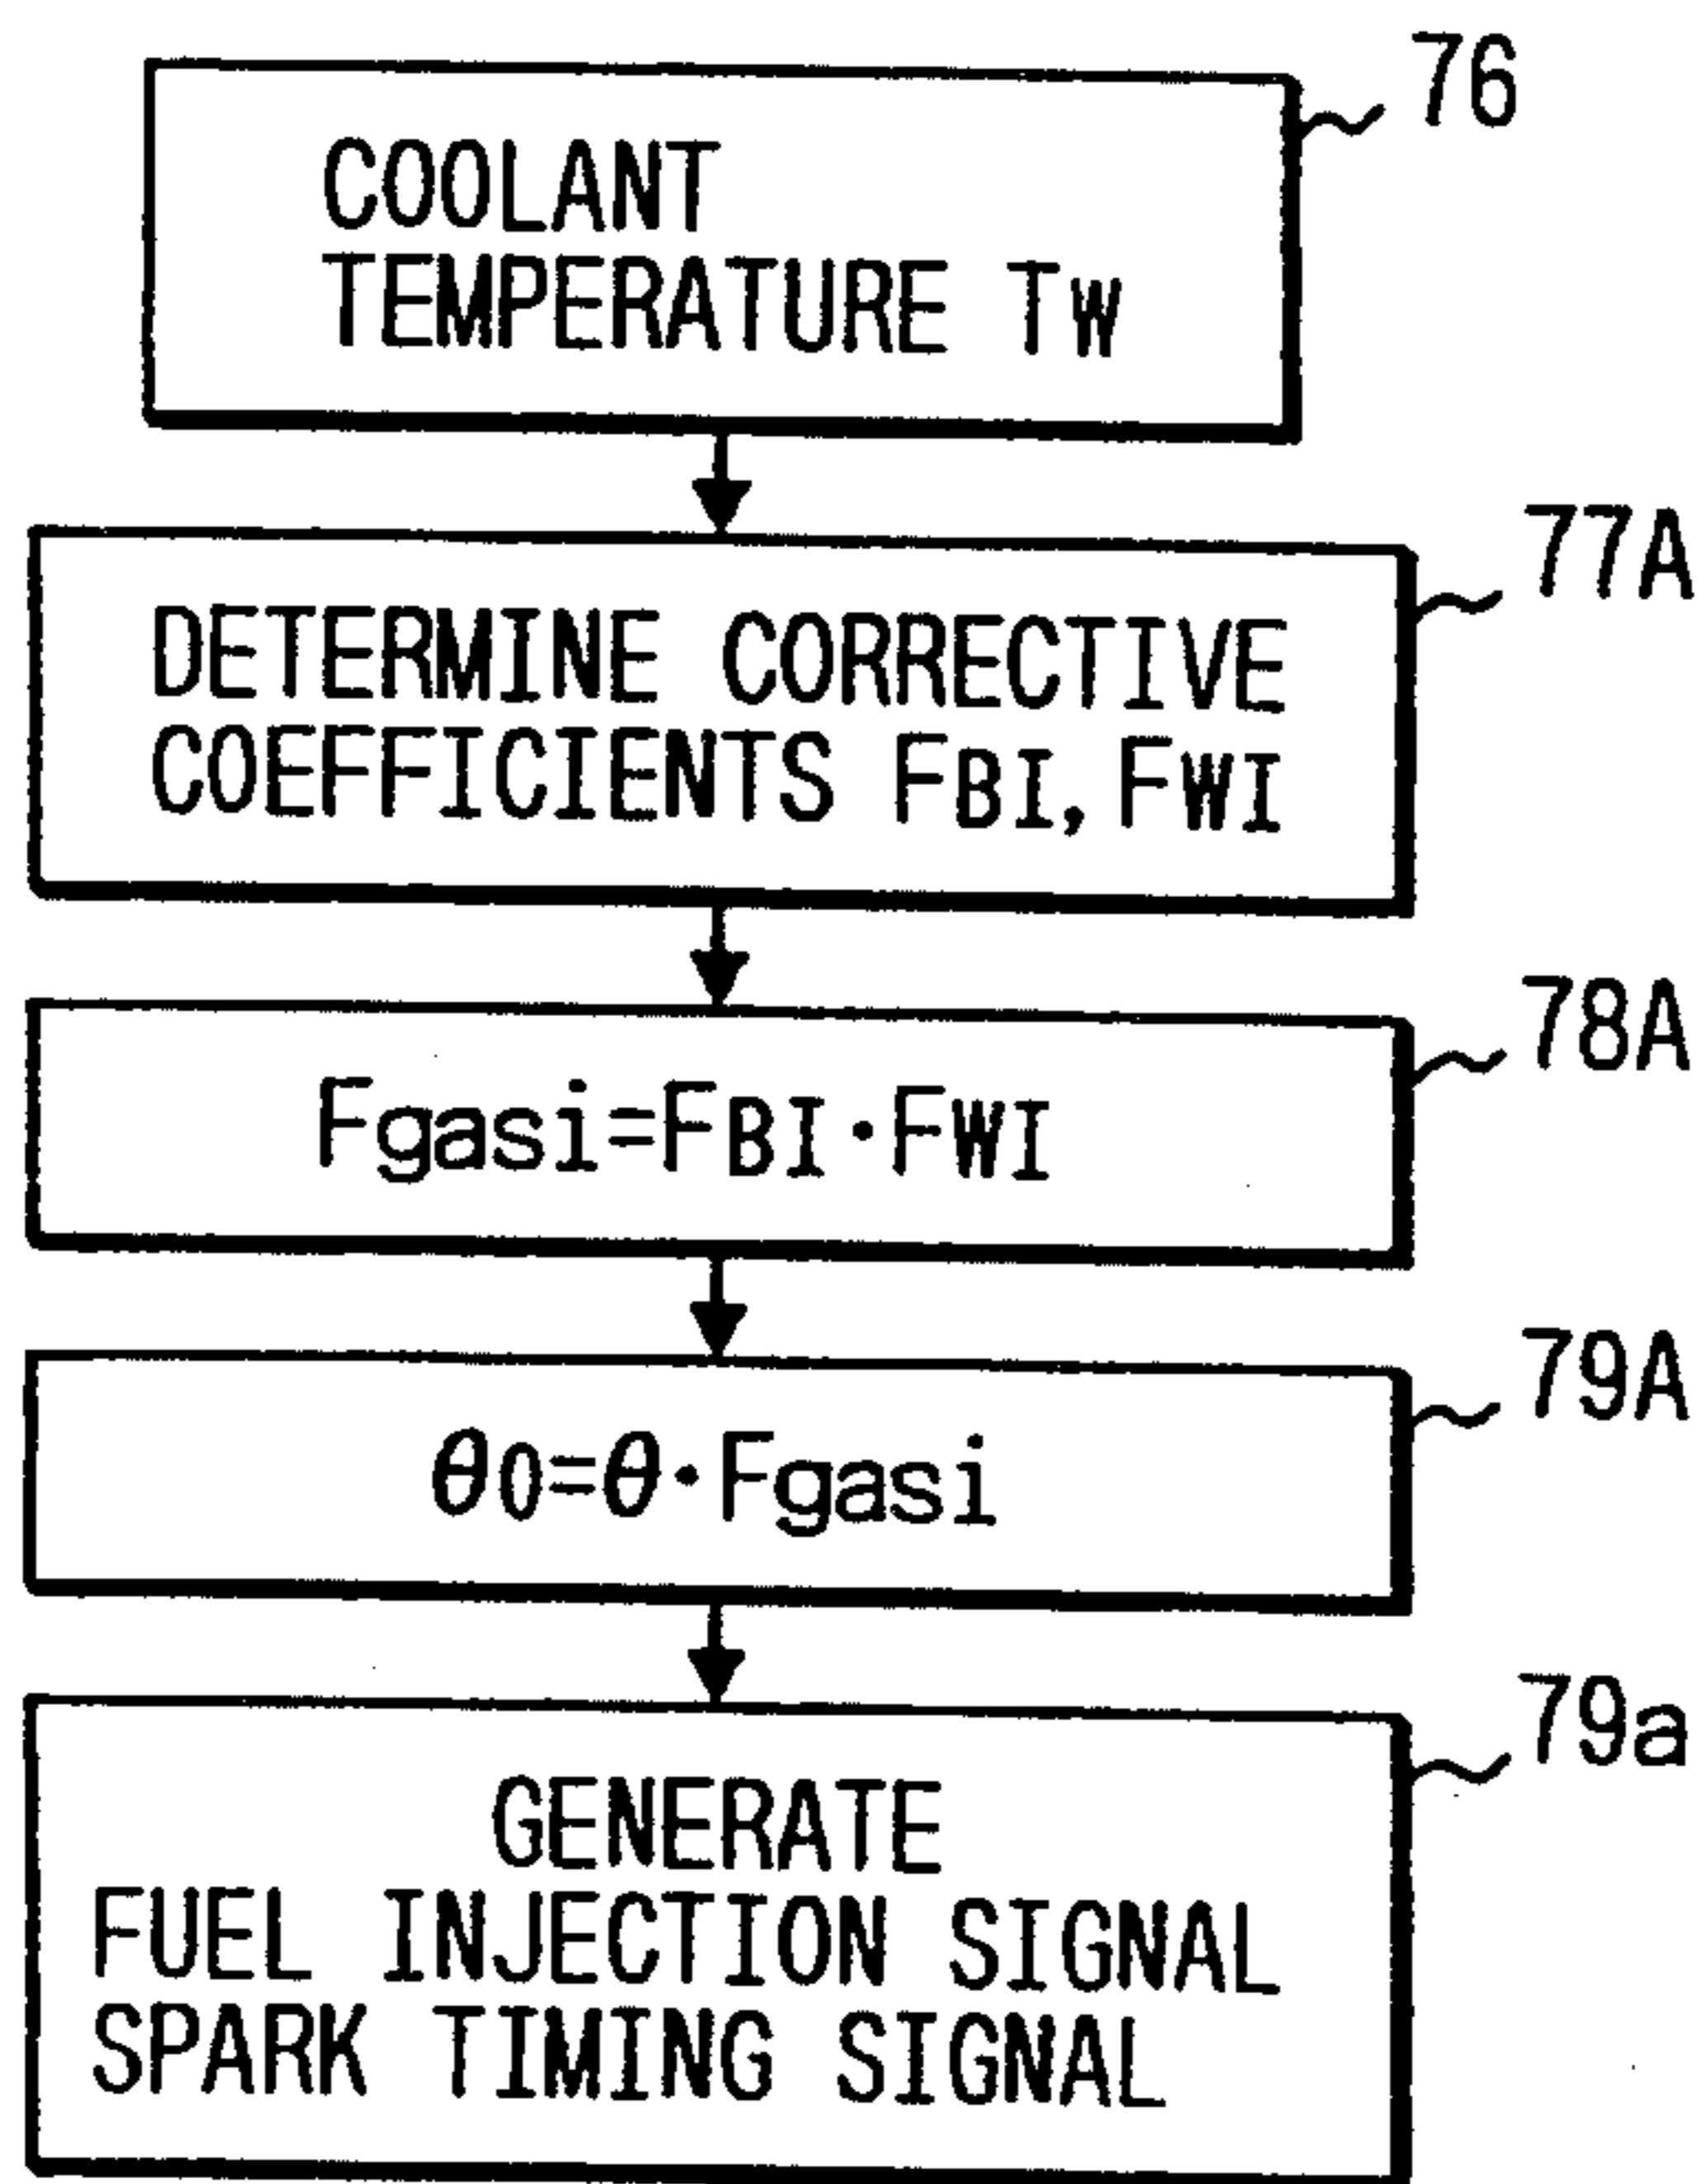 76
COOLANT
TEMPERATURE TW
77A
DETERMINE CORRECTIVE
COEFFICIENTS FBI, FWI
78A
Fgasi=FBI·FWI
79A
θ0=θ·Fgasi
79a
GENERATE
FUEL INJECTION SIGNAL
SPARK TIMING SIGNAL